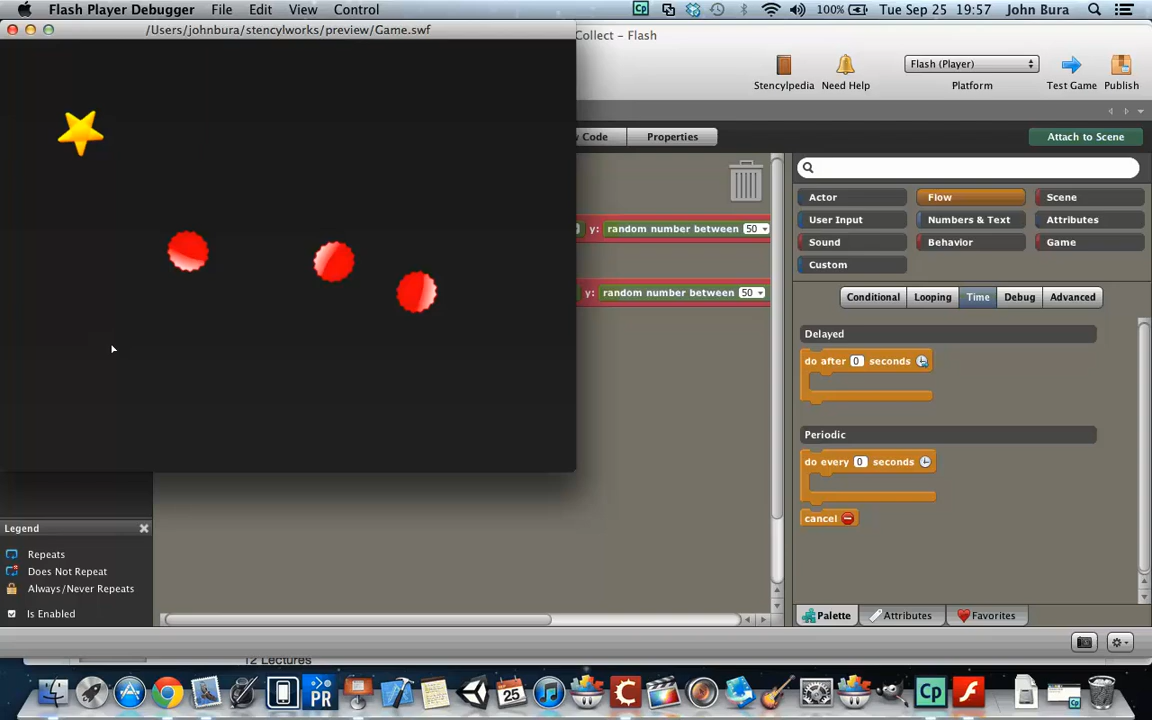 Flash Player Debugger File Edit View Window Control 100% Tue Sep 25 19:57 John Bura
/Users/johnbura/stencylworks/preview/Game.swf
Collect – Flash
Flash (Player)
Stencylpedia Need Help Platform Test Game Publish
Code Properties Attach to Scene
Actor Flow Scene
User Input Numbers & Text Attributes
Sound Behavior Game
Custom
y: random number between 50
y: random number between 50
Conditional Looping Time Debug Advanced
Delayed
do after 0 seconds
Periodic
do every 0 seconds
cancel
Legend
Repeats
Does Not Repeat
Always/Never Repeats
Is Enabled
Palette Attributes Favorites
12 Lectures
PR
25
Cp